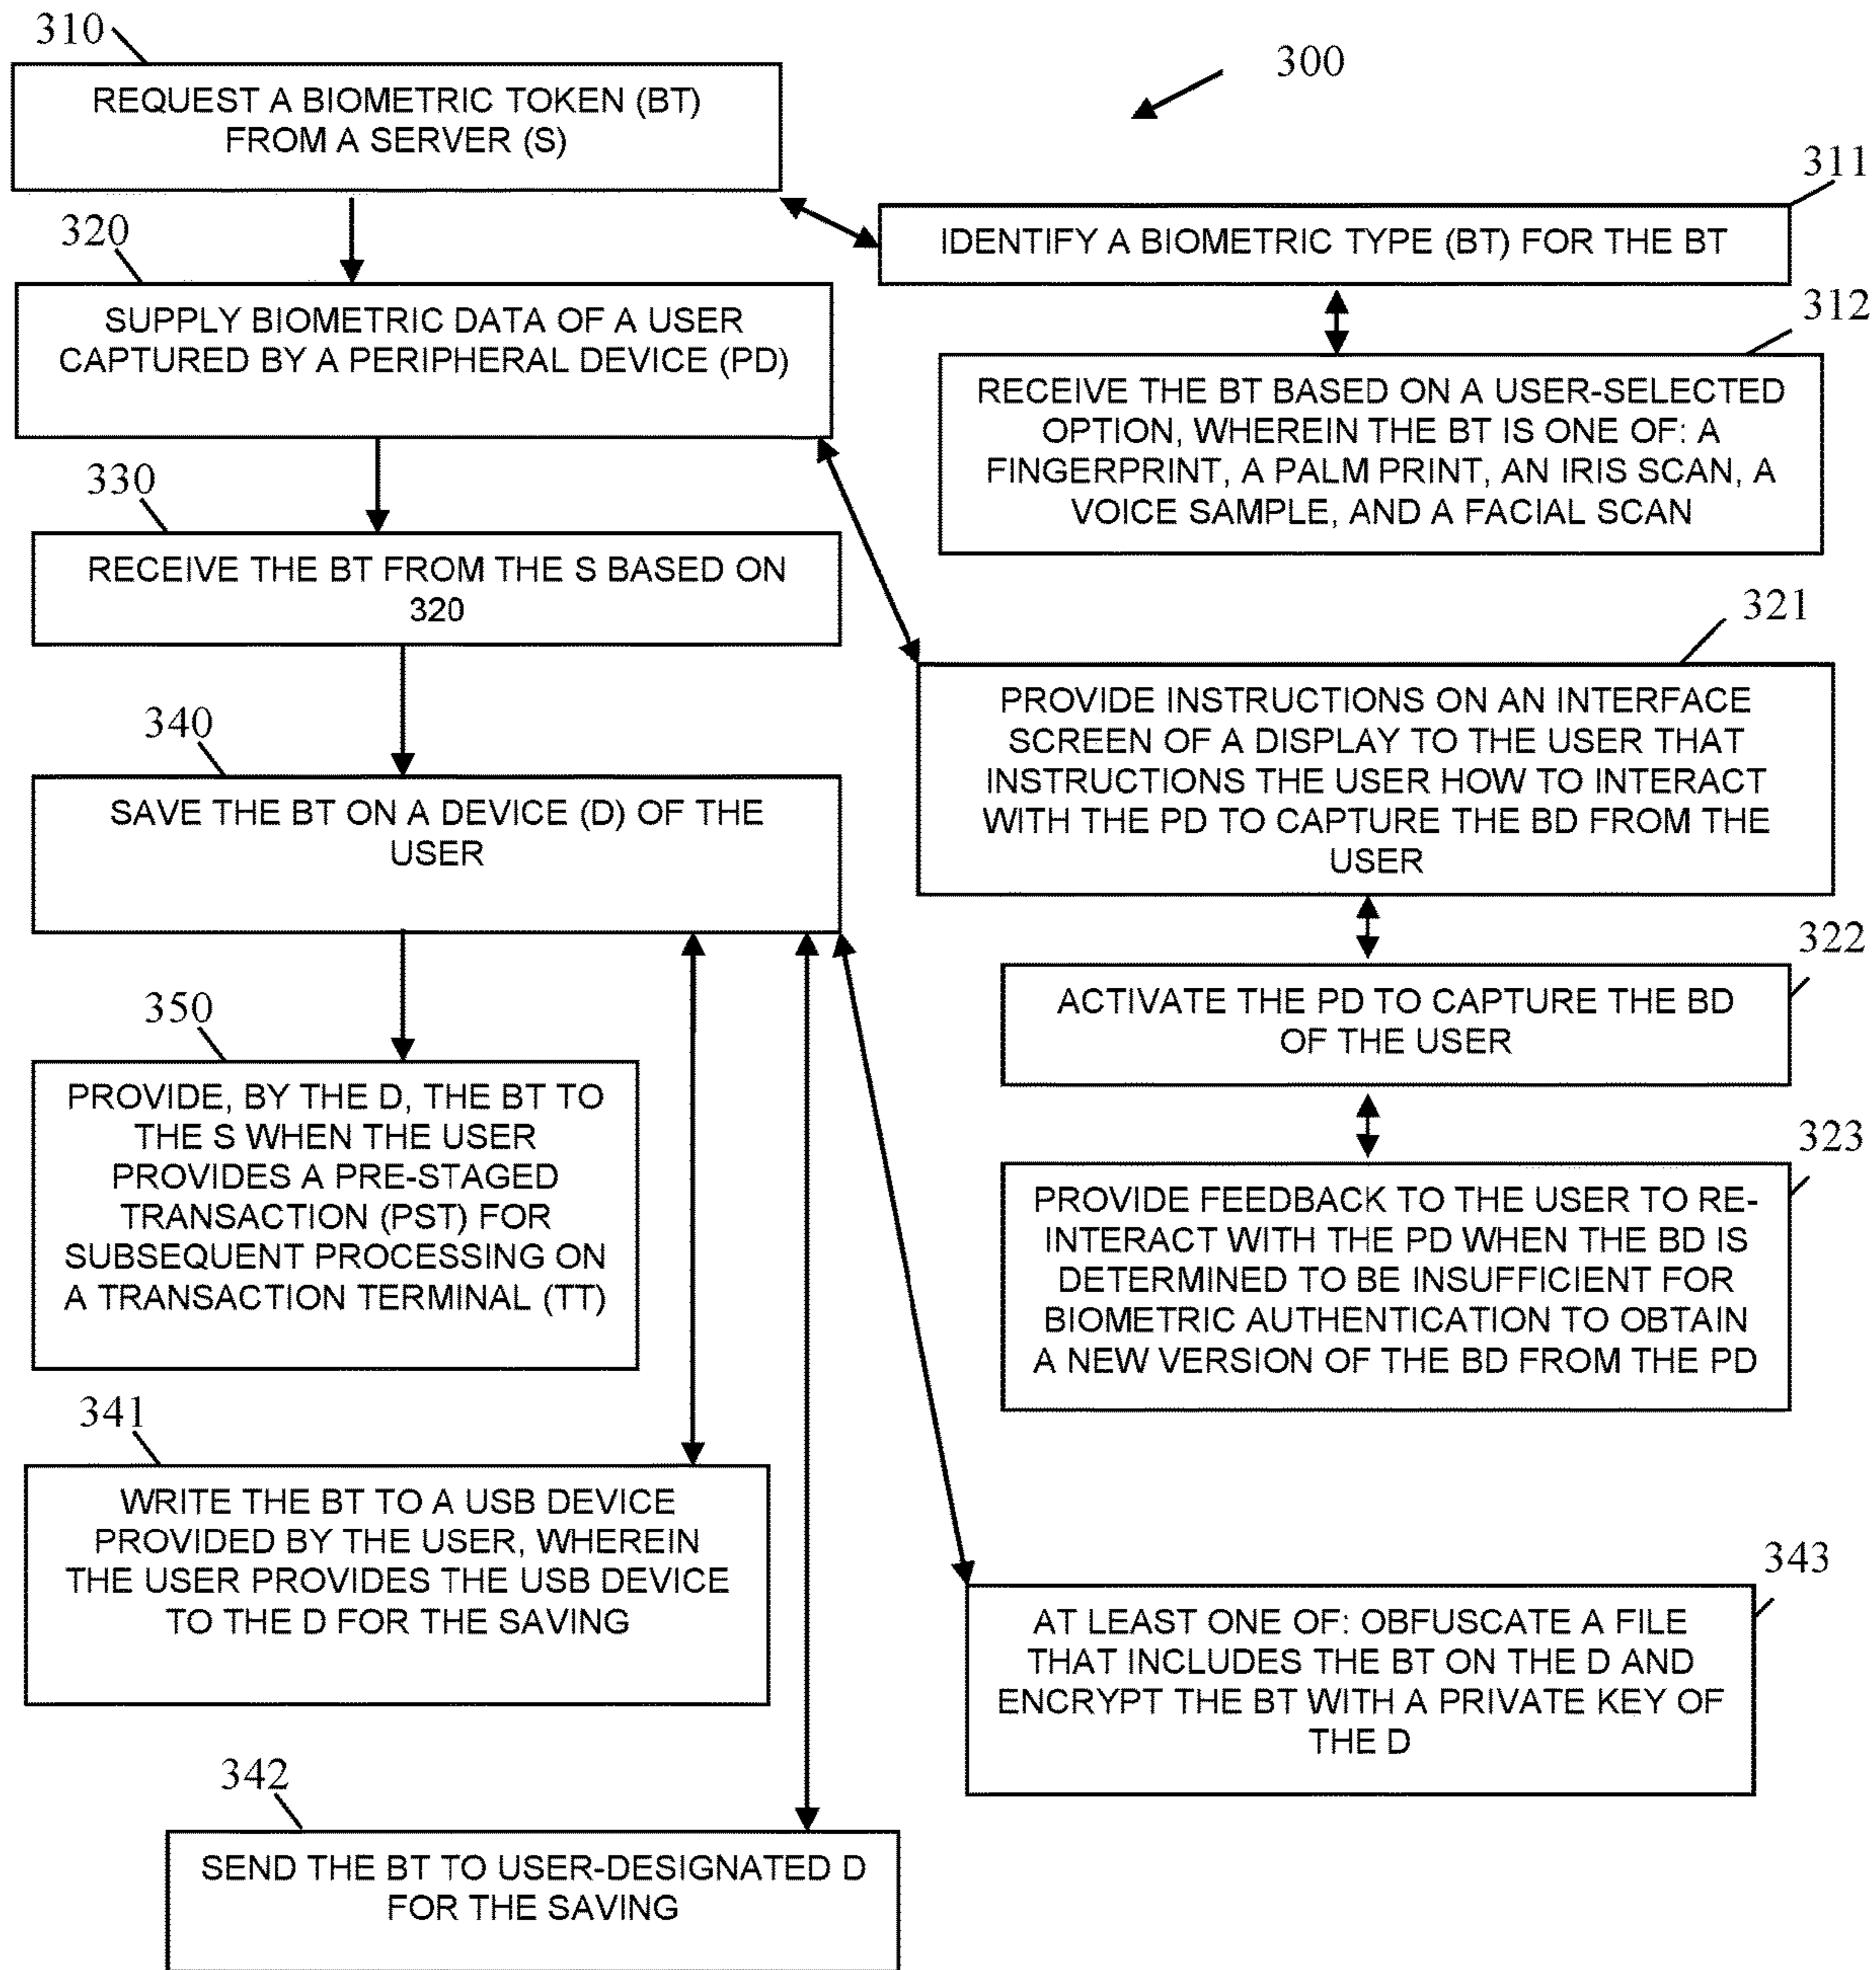 310
300
REQUEST A BIOMETRIC TOKEN (BT)
FROM A SERVER (S)
311
IDENTIFY A BIOMETRIC TYPE (BT) FOR THE BT
320
SUPPLY BIOMETRIC DATA OF A USER
CAPTURED BY A PERIPHERAL DEVICE (PD)
312
RECEIVE THE BT BASED ON A USER-SELECTED
OPTION, WHEREIN THE BT IS ONE OF: A
FINGERPRINT, A PALM PRINT, AN IRIS SCAN, A
VOICE SAMPLE, AND A FACIAL SCAN
330
RECEIVE THE BT FROM THE S BASED ON
320
321
PROVIDE INSTRUCTIONS ON AN INTERFACE
SCREEN OF A DISPLAY TO THE USER THAT
INSTRUCTIONS THE USER HOW TO INTERACT
WITH THE PD TO CAPTURE THE BD FROM THE
USER
340
SAVE THE BT ON A DEVICE (D) OF THE
USER
322
ACTIVATE THE PD TO CAPTURE THE BD
OF THE USER
350
PROVIDE, BY THE D, THE BT TO
THE S WHEN THE USER
PROVIDES A PRE-STAGED
TRANSACTION (PST) FOR
SUBSEQUENT PROCESSING ON
A TRANSACTION TERMINAL (TT)
323
PROVIDE FEEDBACK TO THE USER TO RE-
INTERACT WITH THE PD WHEN THE BD IS
DETERMINED TO BE INSUFFICIENT FOR
BIOMETRIC AUTHENTICATION TO OBTAIN
A NEW VERSION OF THE BD FROM THE PD
341
WRITE THE BT TO A USB DEVICE
PROVIDED BY THE USER, WHEREIN
THE USER PROVIDES THE USB DEVICE
TO THE D FOR THE SAVING
343
AT LEAST ONE OF: OBFUSCATE A FILE
THAT INCLUDES THE BT ON THE D AND
ENCRYPT THE BT WITH A PRIVATE KEY OF
THE D
342
SEND THE BT TO USER-DESIGNATED D
FOR THE SAVING